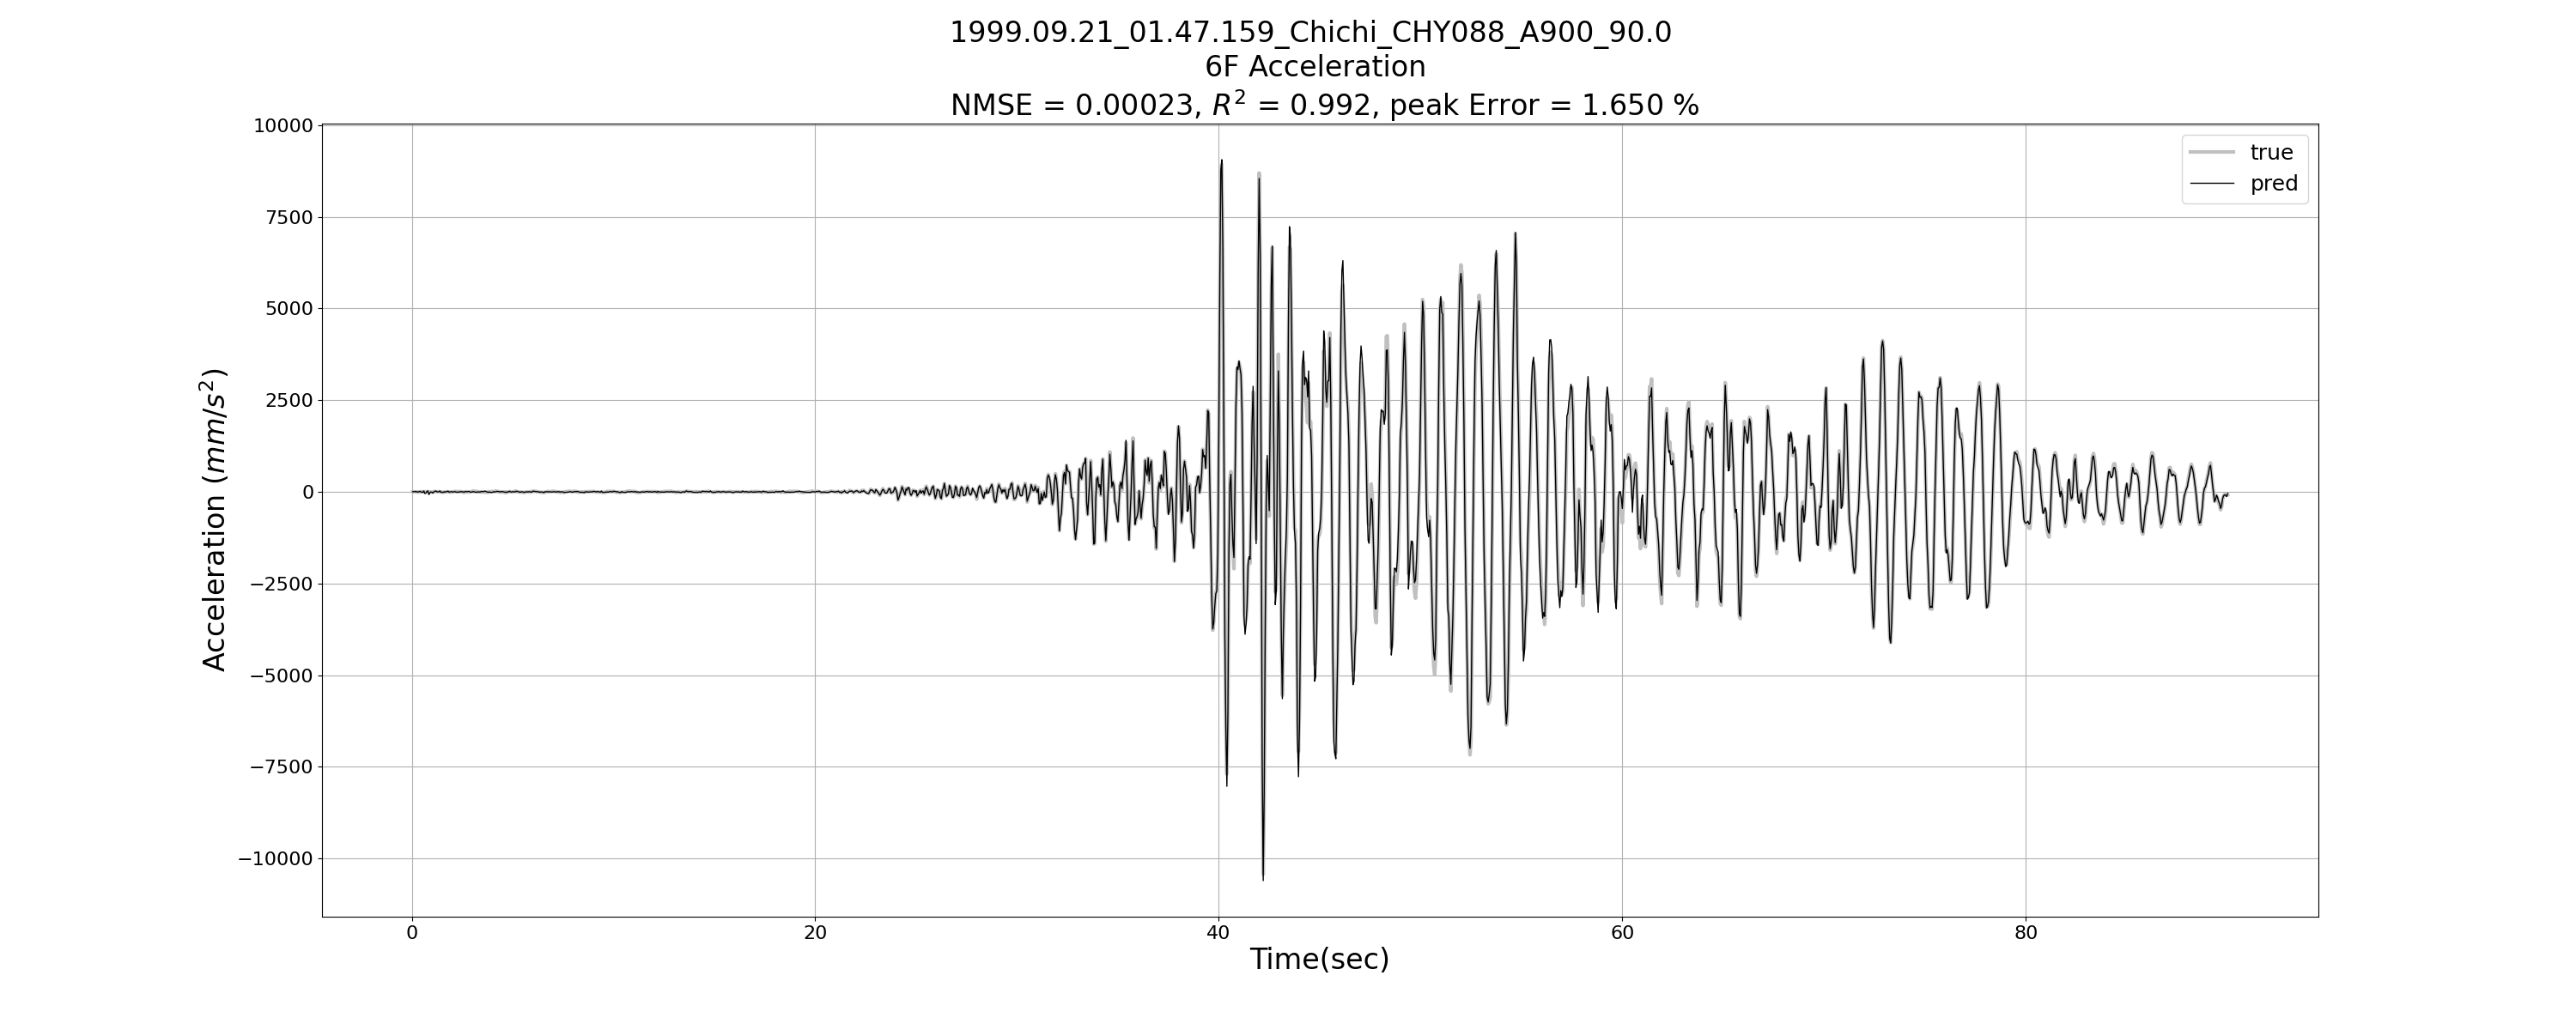 1999.09.21_01.47.159_Chichi_CHY088_A900_90.0
6F Acceleration
NMSE = 0.00023, R² = 0.992, peak Error = 1.650 %
true
pred
10000
7500
5000
2500
0
−2500
−5000
−7500
−10000
Acceleration (mm/s²)
0 20 40 60 80
Time(sec)